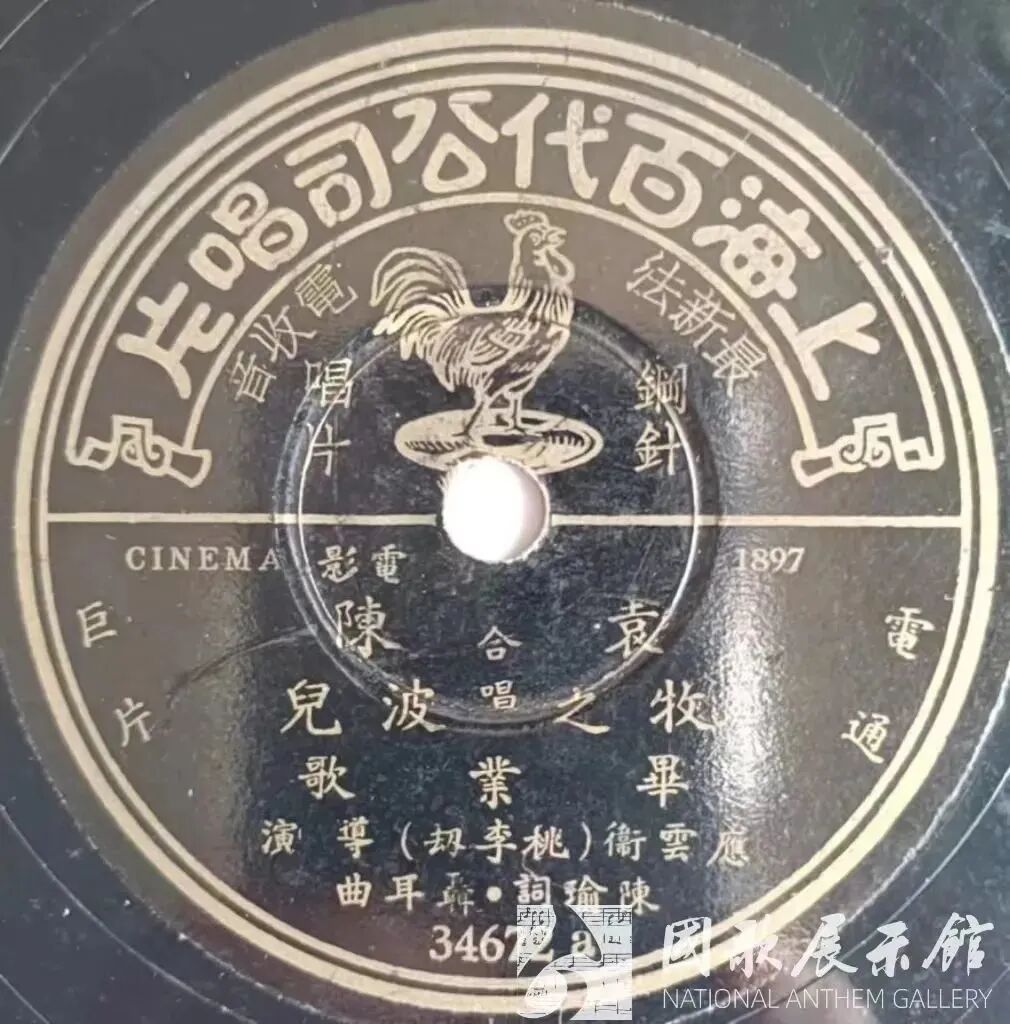 上海百代公司唱片
最新法電收音
鋼針
唱片
CINEMA
電影
1897
電通
巨片
袁牧之
陳波兒
合唱
畢業歌
應雲衛(桃李刼)導演
陳瑜詞・聶耳曲
34672 a
國歌展示館
NATIONAL ANTHEM GALLERY